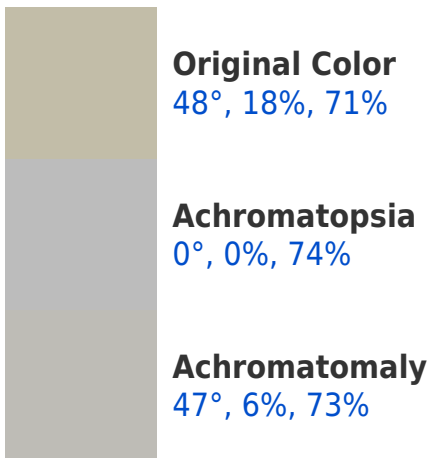 Original Color
48°, 18%, 71%
Achromatopsia
0°, 0%, 74%
Achromatomaly
47°, 6%, 73%